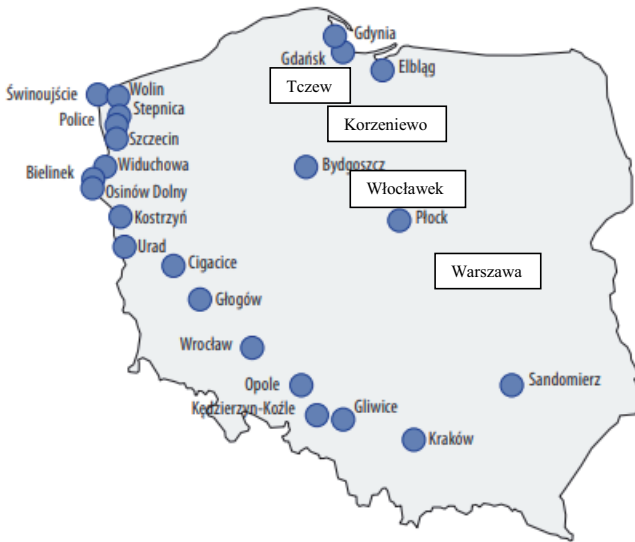 Gdynia
Gdańsk
Elbląg
Tczew
Świnoujście
Wolin
Stepnica
Police
Korzeniewo
Szczecin
Widuchowa
Bydgoszcz
Bielinek
Osinów Dolny
Włocławek
Kostrzyń
Płock
Urad
Cigacice
Warszawa
Głogów
Wrocław
Opole
Sandomierz
Kędzierzyn-Koźle
Gliwice
Kraków